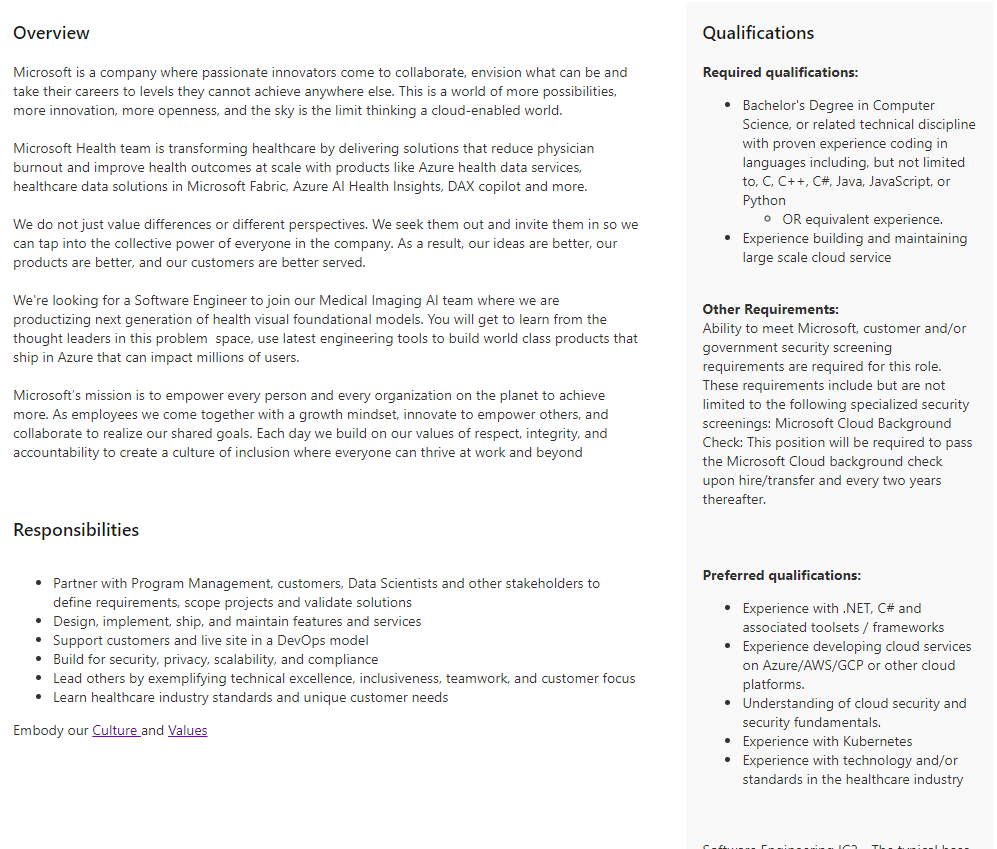 Overview
Microsoft is a company where passionate innovators come to collaborate, envision what can be and
take their careers to levels they cannot achieve anywhere else. This is a world of more possibilities,
more innovation, more openness, and the sky is the limit thinking a cloud-enabled world.
Microsoft Health team is transforming healthcare by delivering solutions that reduce physician
burnout and improve health outcomes at scale with products like Azure health data services,
healthcare data solutions in Microsoft Fabric, Azure AI Health Insights, DAX copilot and more.
We do not just value differences or different perspectives. We seek them out and invite them in so we
can tap into the collective power of everyone in the company. As a result, our ideas are better, our
products are better, and our customers are better served.
We're looking for a Software Engineer to join our Medical Imaging AI team where we are
productizing next generation of health visual foundational models. You will get to learn from the
thought leaders in this problem  space, use latest engineering tools to build world class products that
ship in Azure that can impact millions of users.
Microsoft's mission is to empower every person and every organization on the planet to achieve
more. As employees we come together with a growth mindset, innovate to empower others, and
collaborate to realize our shared goals. Each day we build on our values of respect, integrity, and
accountability to create a culture of inclusion where everyone can thrive at work and beyond
Responsibilities
• Partner with Program Management, customers, Data Scientists and other stakeholders to
define requirements, scope projects and validate solutions
• Design, implement, ship, and maintain features and services
• Support customers and live site in a DevOps model
• Build for security, privacy, scalability, and compliance
• Lead others by exemplifying technical excellence, inclusiveness, teamwork, and customer focus
• Learn healthcare industry standards and unique customer needs
Embody our Culture and Values
Qualifications
Required qualifications:
• Bachelor's Degree in Computer
Science, or related technical discipline
with proven experience coding in
languages including, but not limited
to, C, C++, C#, Java, JavaScript, or
Python
◦ OR equivalent experience.
• Experience building and maintaining
large scale cloud service
Other Requirements:
Ability to meet Microsoft, customer and/or
government security screening
requirements are required for this role.
These requirements include but are not
limited to the following specialized security
screenings: Microsoft Cloud Background
Check: This position will be required to pass
the Microsoft Cloud background check
upon hire/transfer and every two years
thereafter.
Preferred qualifications:
• Experience with .NET, C# and
associated toolsets / frameworks
• Experience developing cloud services
on Azure/AWS/GCP or other cloud
platforms.
• Understanding of cloud security and
security fundamentals.
• Experience with Kubernetes
• Experience with technology and/or
standards in the healthcare industry